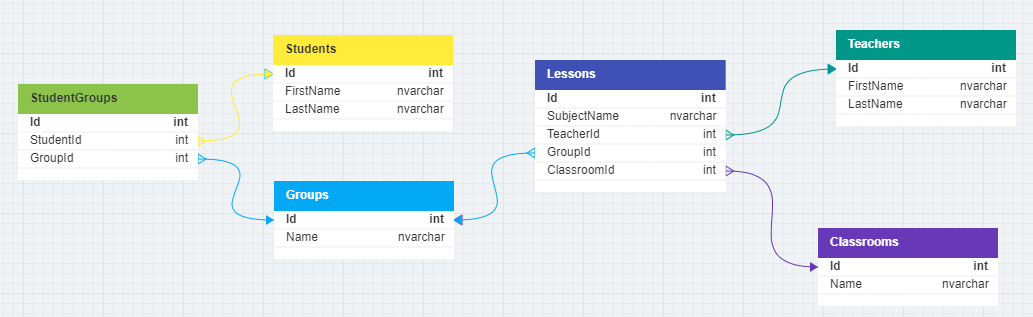 StudentGroups
Id int
StudentId int
GroupId int
Students
Id int
FirstName nvarchar
LastName nvarchar
Groups
Id int
Name nvarchar
Lessons
Id int
SubjectName nvarchar
TeacherId int
GroupId int
ClassroomId int
Teachers
Id int
FirstName nvarchar
LastName nvarchar
Classrooms
Id int
Name nvarchar